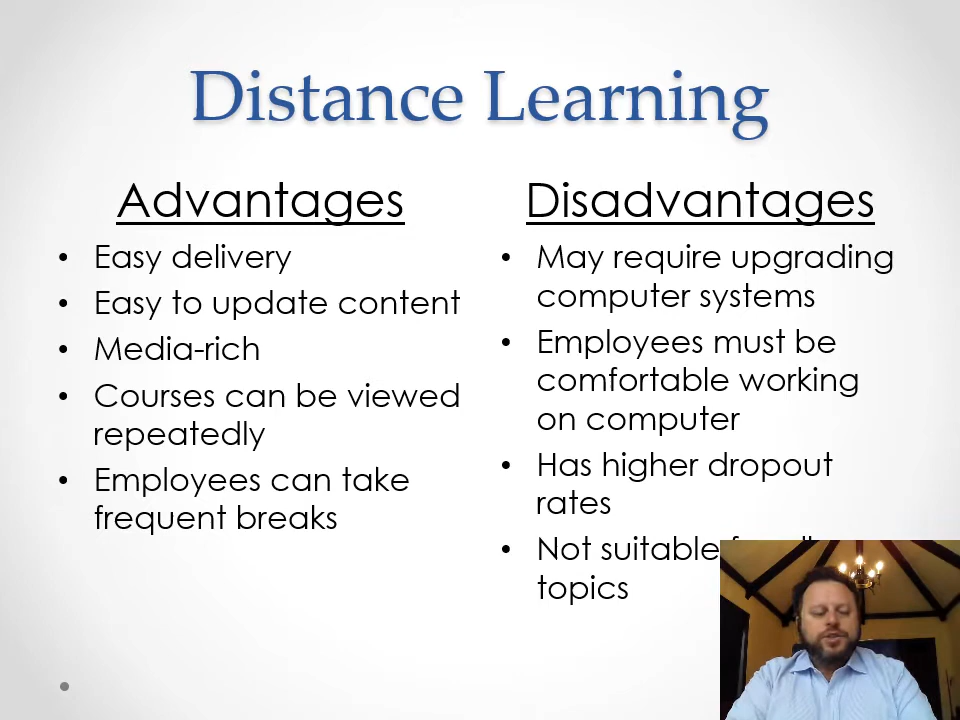 Distance Learning
Advantages
• Easy delivery
• Easy to update content
• Media-rich
• Courses can be viewed
repeatedly
• Employees can take
frequent breaks
Disadvantages
• May require upgrading
computer systems
• Employees must be
comfortable working
on computer
• Has higher dropout
rates
• Not suitable
topics